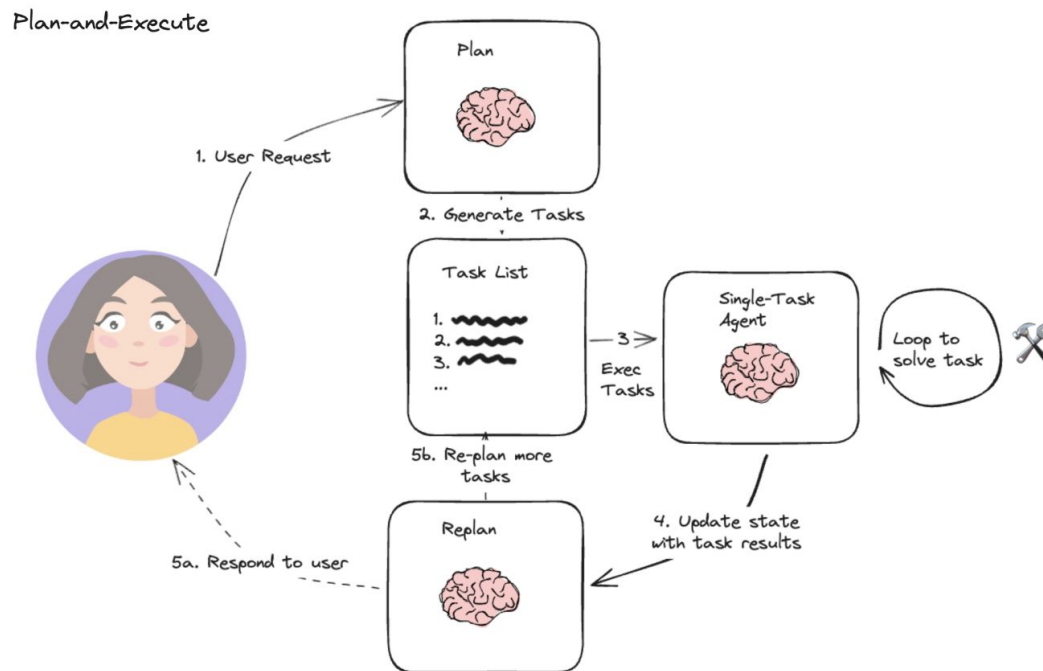 Plan-and-Execute
Plan
1. User Request
2. Generate Tasks
Task List
1.
2.
3.
...
3
Exec
Tasks
Single-Task
Agent
Loop to
solve task
5b. Re-plan more
tasks
4. Update state
with task results
Replan
5a. Respond to user